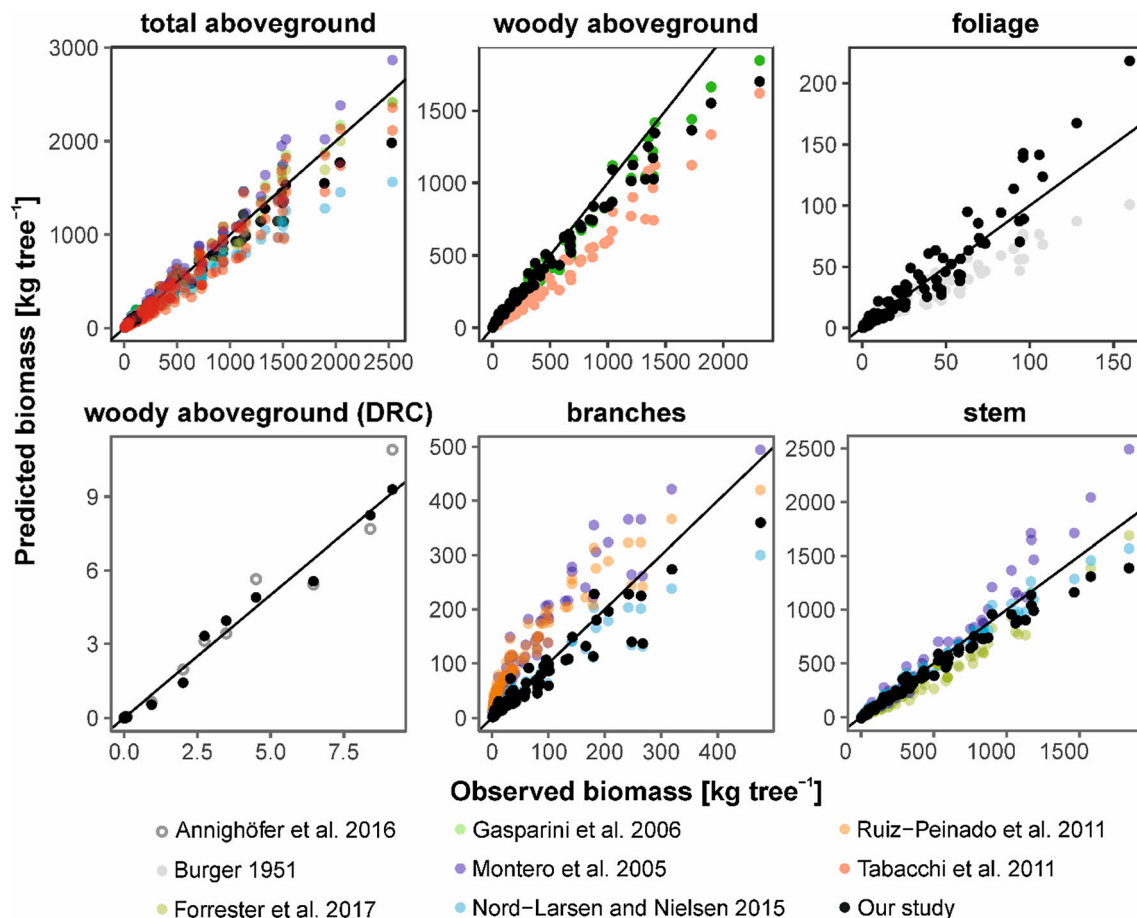 total aboveground
woody aboveground
foliage
3000
2000
1000
0
0 500 1000 1500 2000 2500
1500
1000
500
0
0 500 1000 1500 2000
200
150
100
50
0
0 50 100 150
Predicted biomass [kg tree⁻¹]
woody aboveground (DRC)
branches
stem
9
6
3
0
0.0 2.5 5. 7.5
500
400
300
200
100
0
0 100 200 300 400
2500
2000
1500
1000
500
0
0 500 1000 1500
Observed biomass [kg tree⁻¹]
Annighöfer et al. 2016
Gasparini et al. 2006
Ruiz−Peinado et al. 2011
Burger 1951
Montero et al. 2005
Tabacchi et al. 2011
Forrester et al. 2017
Nord−Larsen and Nielsen 2015
Our study